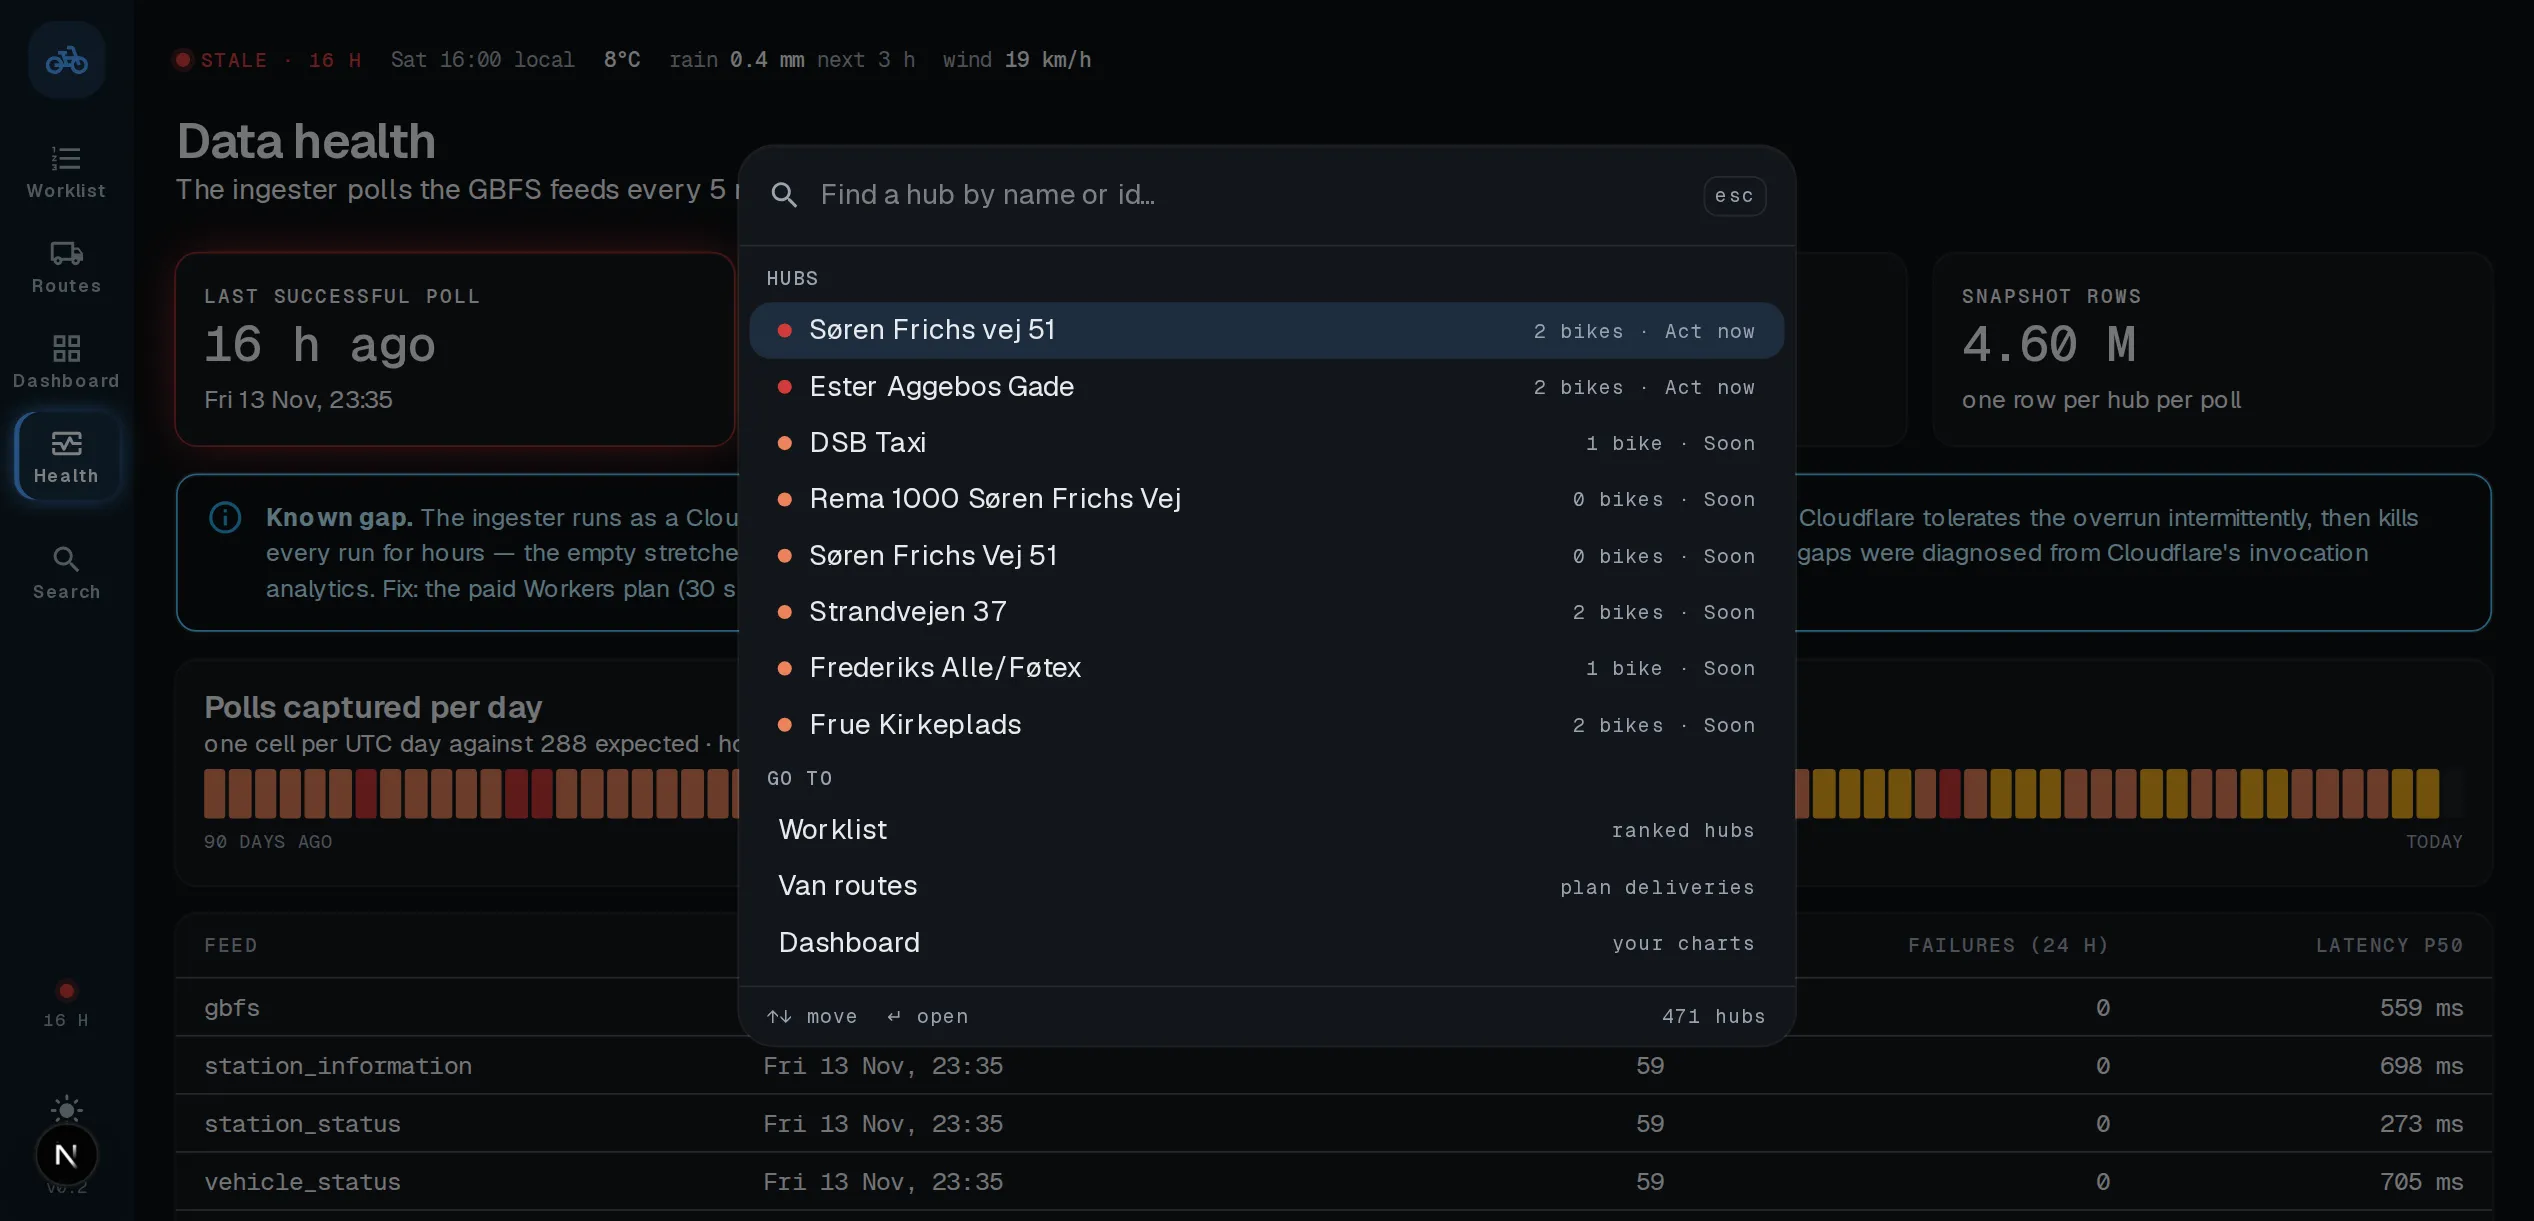 STALE · 16 H Sat 16:00 local 8°C rain 0.4 mm next 3 h wind 19 km/h
Worklist
Routes
Dashboard
Health
Search
16 H
N
v0.2
Data health
The ingester polls the GBFS feeds every 5
LAST SUCCESSFUL POLL
16 h ago
Fri 13 Nov, 23:35
SNAPSHOT ROWS
4.60 M
one row per hub per poll
Known gap. The ingester runs as a Clou
Cloudflare tolerates the overrun intermittently, then kills
every run for hours — the empty stretche
gaps were diagnosed from Cloudflare's invocation
analytics. Fix: the paid Workers plan (30 s
Polls captured per day
one cell per UTC day against 288 expected · ho
90 DAYS AGO
TODAY
FEED FAILURES (24 H) LATENCY P50
gbfs 0 559 ms
station_information Fri 13 Nov, 23:35 59 0 698 ms
station_status Fri 13 Nov, 23:35 59 0 273 ms
vehicle_status Fri 13 Nov, 23:35 59 0 705 ms
Find a hub by name or id…
esc
HUBS
Søren Frichs vej 51 2 bikes · Act now
Ester Aggebos Gade 2 bikes · Act now
DSB Taxi 1 bike · Soon
Rema 1000 Søren Frichs Vej 0 bikes · Soon
Søren Frichs Vej 51 0 bikes · Soon
Strandvejen 37 2 bikes · Soon
Frederiks Alle/Føtex 1 bike · Soon
Frue Kirkeplads 2 bikes · Soon
GO TO
Worklist ranked hubs
Van routes plan deliveries
Dashboard your charts
↑↓ move ↵ open 471 hubs